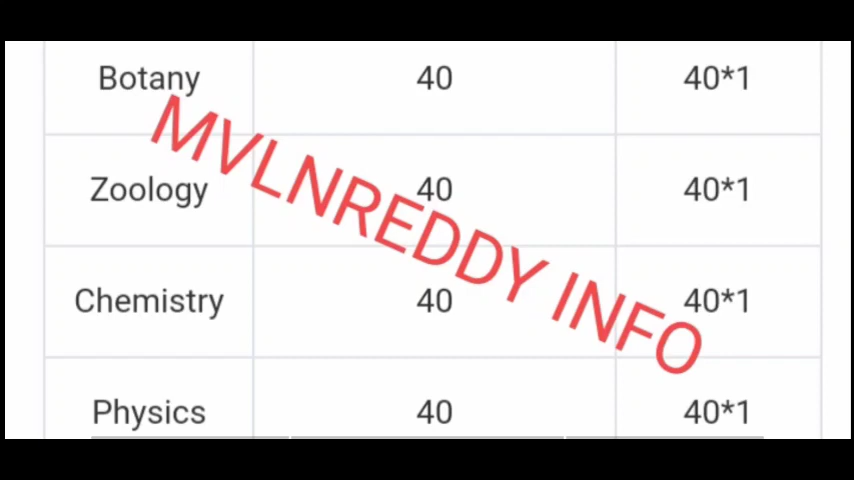 Botany 40 40*1
Zoology 40 40*1
Chemistry 40 40*1
Physics 40 40*1
MVLNREDDY INFO